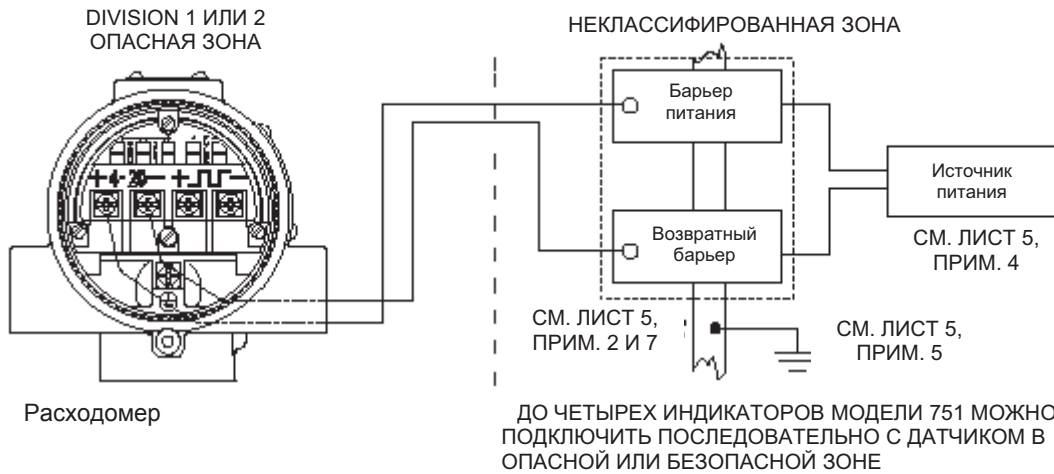 DIVISION 1 ИЛИ 2
ОПАСНАЯ ЗОНА
НЕКЛАССИФИРОВАННАЯ ЗОНА
Барьер
питания
Источник
питания
Возвратный
барьер
СМ. ЛИСТ 5,
ПРИМ. 4
+ 4-20 — +
—
СМ. ЛИСТ 5,
ПРИМ. 2 И 7
СМ. ЛИСТ 5,
ПРИМ. 5
Расходомер
ДО ЧЕТЫРЕХ ИНДИКАТОРОВ МОДЕЛИ 751 МОЖНО
ПОДКЛЮЧИТЬ ПОСЛЕДОВАТЕЛЬНО С ДАТЧИКОМ В
ОПАСНОЙ ИЛИ БЕЗОПАСНОЙ ЗОНЕ